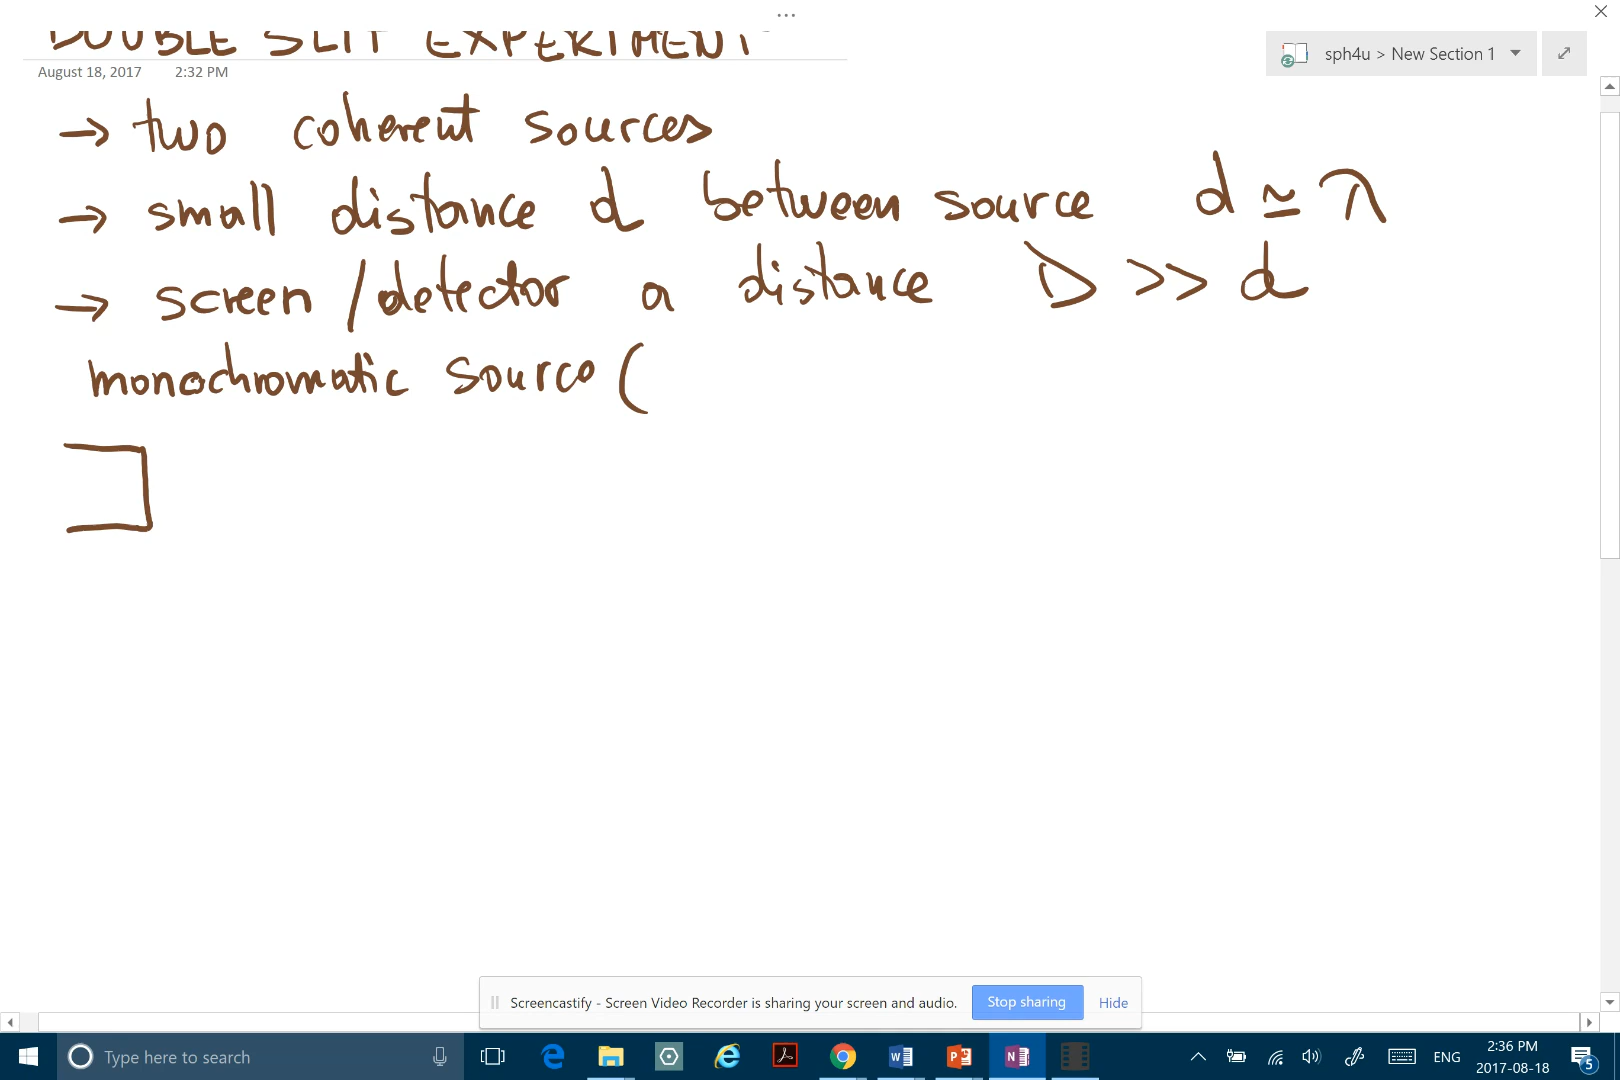 DOUBLE SLIT EXPERIMENT
sph4u > New Section 1
August 18, 2017 2:32 PM
→ two coherent sources
→ small distance d between source d ≃ λ
→ screen / detector a distance D >> d
monochromatic source (
Screencastify - Screen Video Recorder is sharing your screen and audio. Stop sharing Hide
Type here to search
ENG
2:36 PM
2017-08-18
5